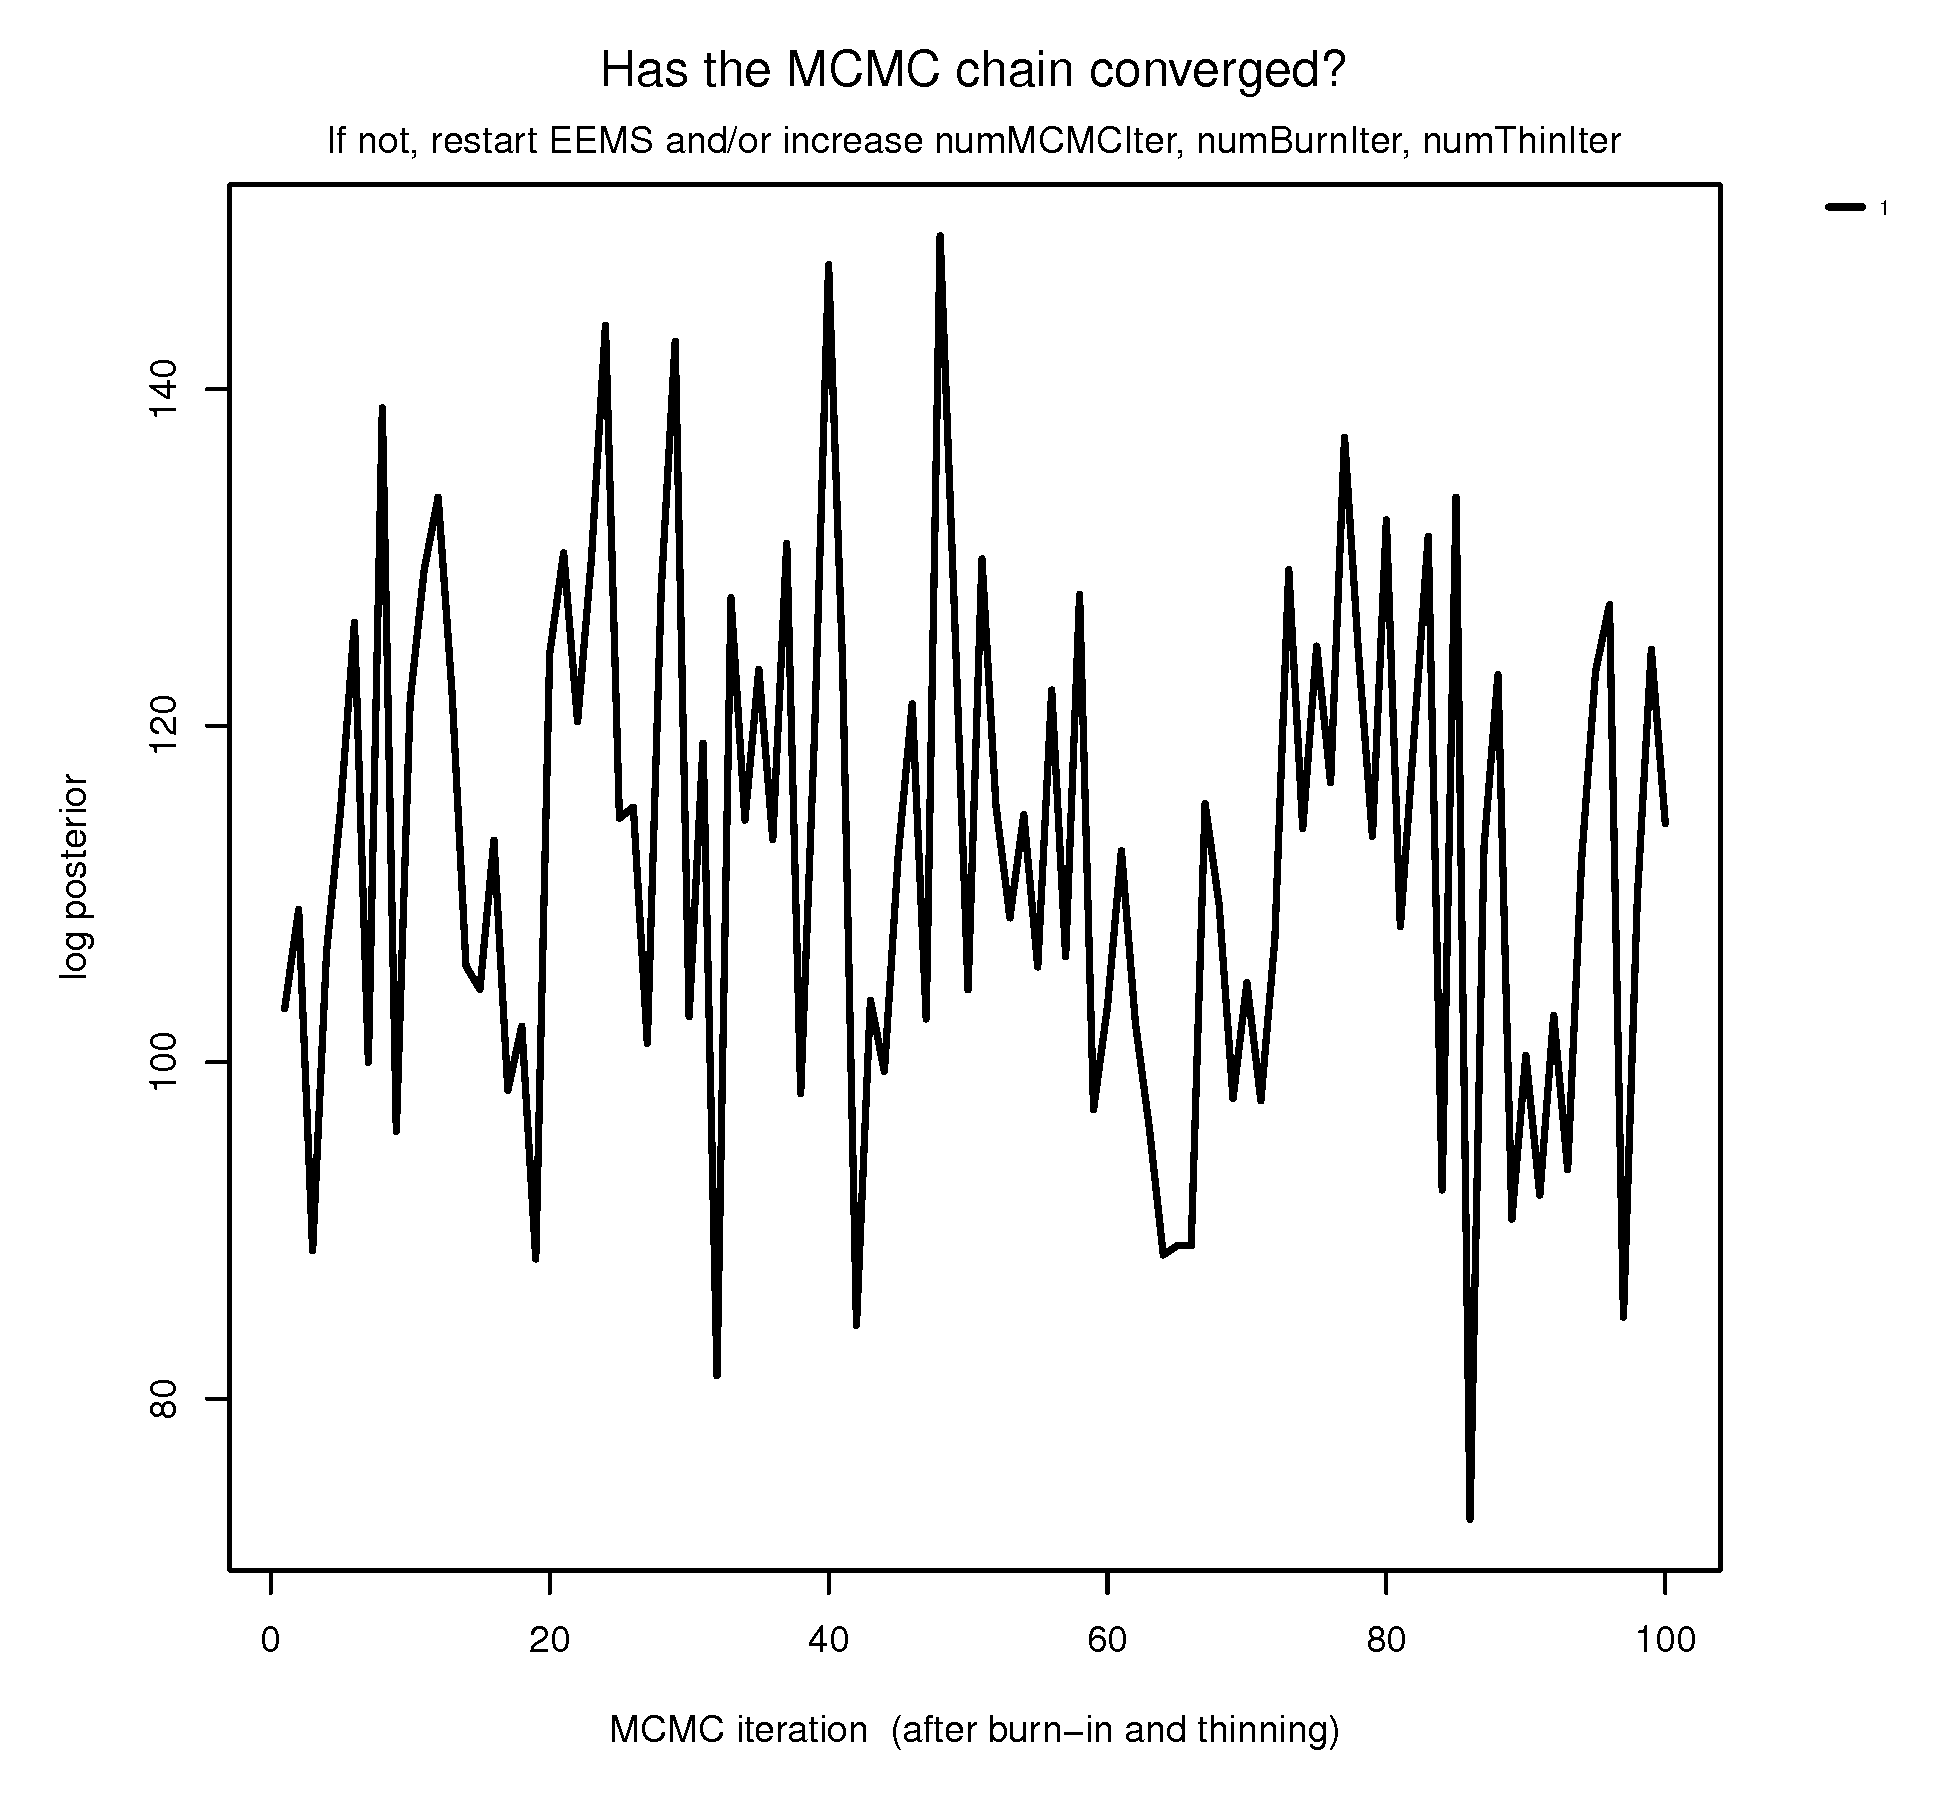 Has the MCMC chain converged?
If not, restart EEMS and/or increase numMCMCIter, numBurnIter, numThinIter
1
140
120
100
80
log posterior
0 20 40 60 80 100
MCMC iteration (after burn−in and thinning)